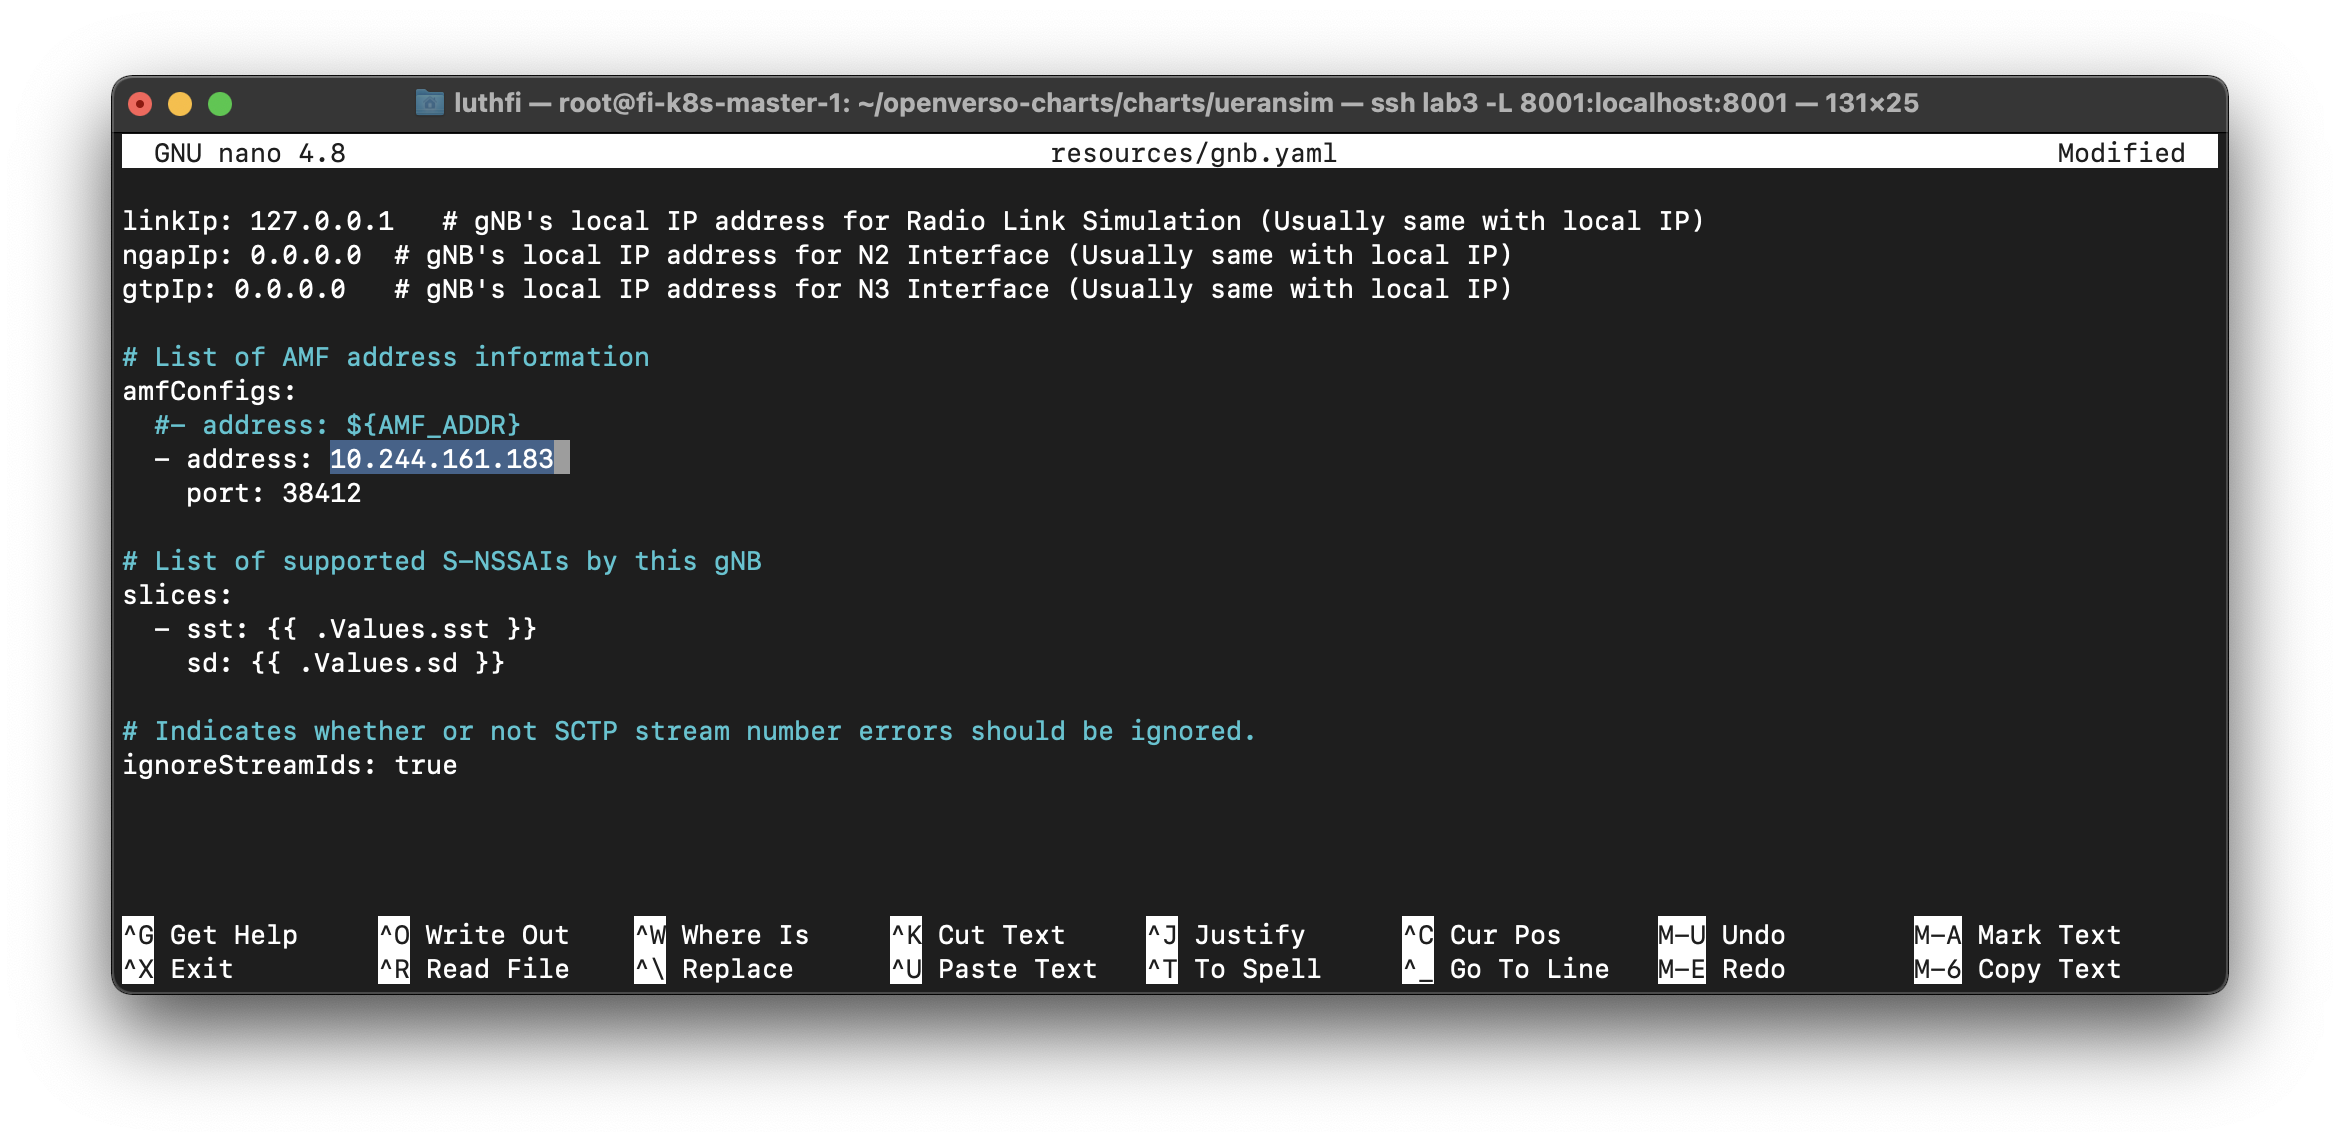 luthfi — root@fi-k8s-master-1: ~/openverso-charts/charts/ueransim — ssh lab3 -L 8001:localhost:8001 — 131×25
GNU nano 4.8 resources/gnb.yaml Modified
linkIp: 127.0.0.1   # gNB's local IP address for Radio Link Simulation (Usually same with local IP)
ngapIp: 0.0.0.0  # gNB's local IP address for N2 Interface (Usually same with local IP)
gtpIp: 0.0.0.0   # gNB's local IP address for N3 Interface (Usually same with local IP)
# List of AMF address information
amfConfigs:
  #- address: ${AMF_ADDR}
  - address: 10.244.161.183
    port: 38412
# List of supported S-NSSAIs by this gNB
slices:
  - sst: {{ .Values.sst }}
    sd: {{ .Values.sd }}
# Indicates whether or not SCTP stream number errors should be ignored.
ignoreStreamIds: true
^G Get Help ^O Write Out ^W Where Is ^K Cut Text ^J Justify ^C Cur Pos M-U Undo M-A Mark Text
^X Exit ^R Read File ^\ Replace ^U Paste Text ^T To Spell ^_ Go To Line M-E Redo M-6 Copy Text